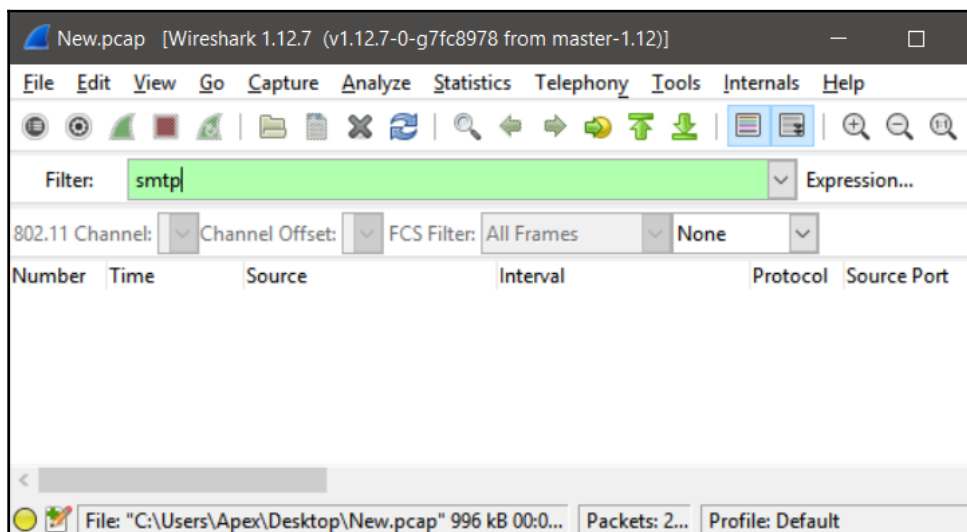 New.pcap [Wireshark 1.12.7 (v1.12.7-0-g7fc8978 from master-1.12)]
File Edit View Go Capture Analyze Statistics Telephony Tools Internals Help
Filter: smtp Expression...
802.11 Channel: Channel Offset: FCS Filter: All Frames None
Number Time Source Interval Protocol Source Port
File: "C:\Users\Apex\Desktop\New.pcap" 996 kB 00:0... Packets: 2... Profile: Default